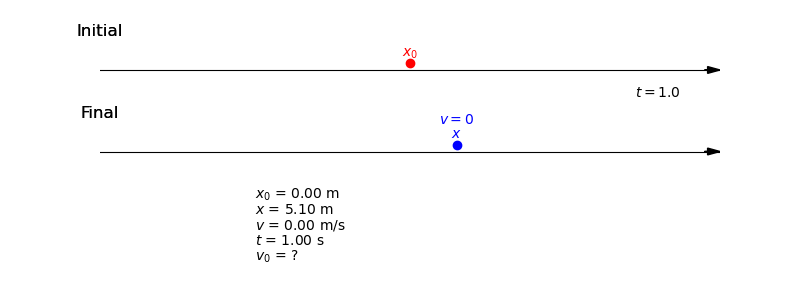 Initial
x₀
t = 1.0
Final
v = 0
x
x₀ = 0.00 m
x = 5.10 m
v = 0.00 m/s
t = 1.00 s
v₀ = ?